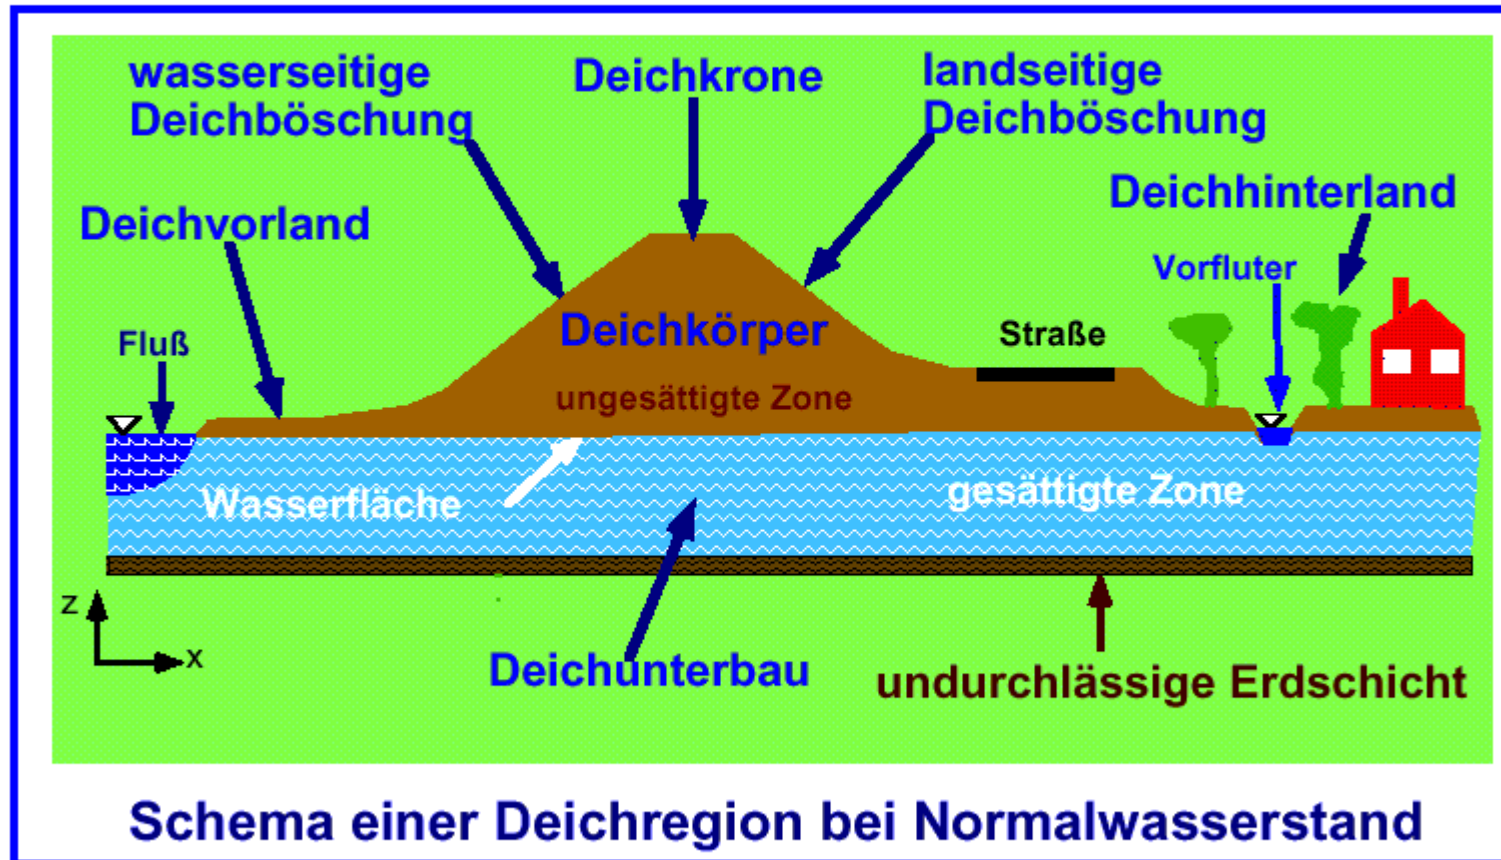 wasserseitige
Deichböschung
Deichkrone
landseitige
Deichböschung
Deichvorland
Deichhinterland
Vorfluter
Fluß
Deichkörper
Straße
ungesättigte Zone
Wasserfläche
gesättigte Zone
z
x
Deichunterbau
undurchlässige Erdschicht
Schema einer Deichregion bei Normalwasserstand